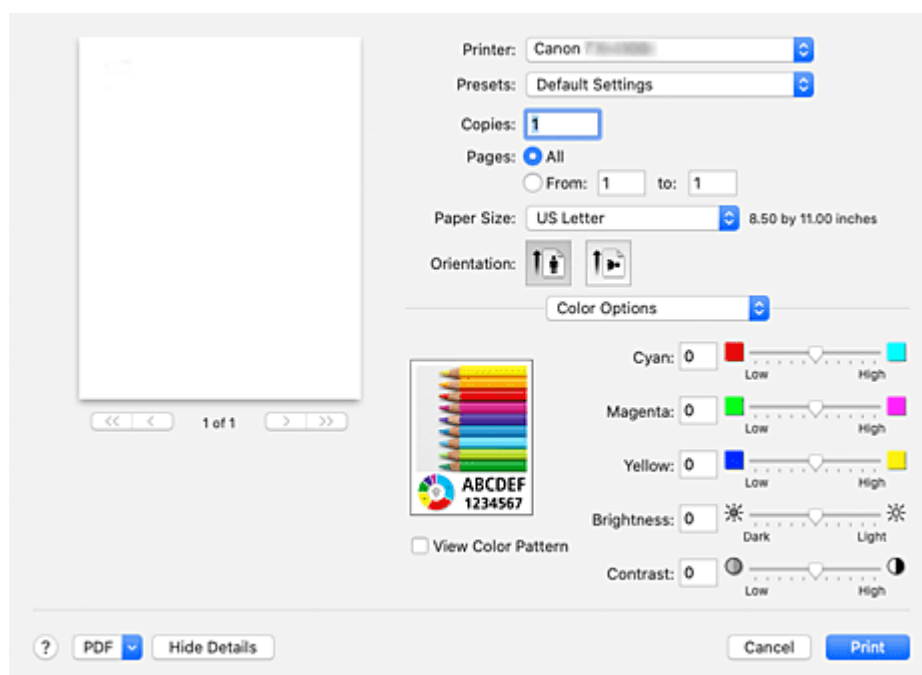 Printer: Canon
Presets: Default Settings
Copies: 1
Pages: All
From: 1 to: 1
Paper Size: US Letter 8.50 by 11.00 inches
Orientation:
Color Options
Cyan: 0
Low High
Magenta: 0
Low High
Yellow: 0
Low High
Brightness: 0
Dark Light
Contrast: 0
Low High
ABCDEF
1234567
View Color Pattern
<< < 1 of 1 > >>
? PDF Hide Details Cancel Print